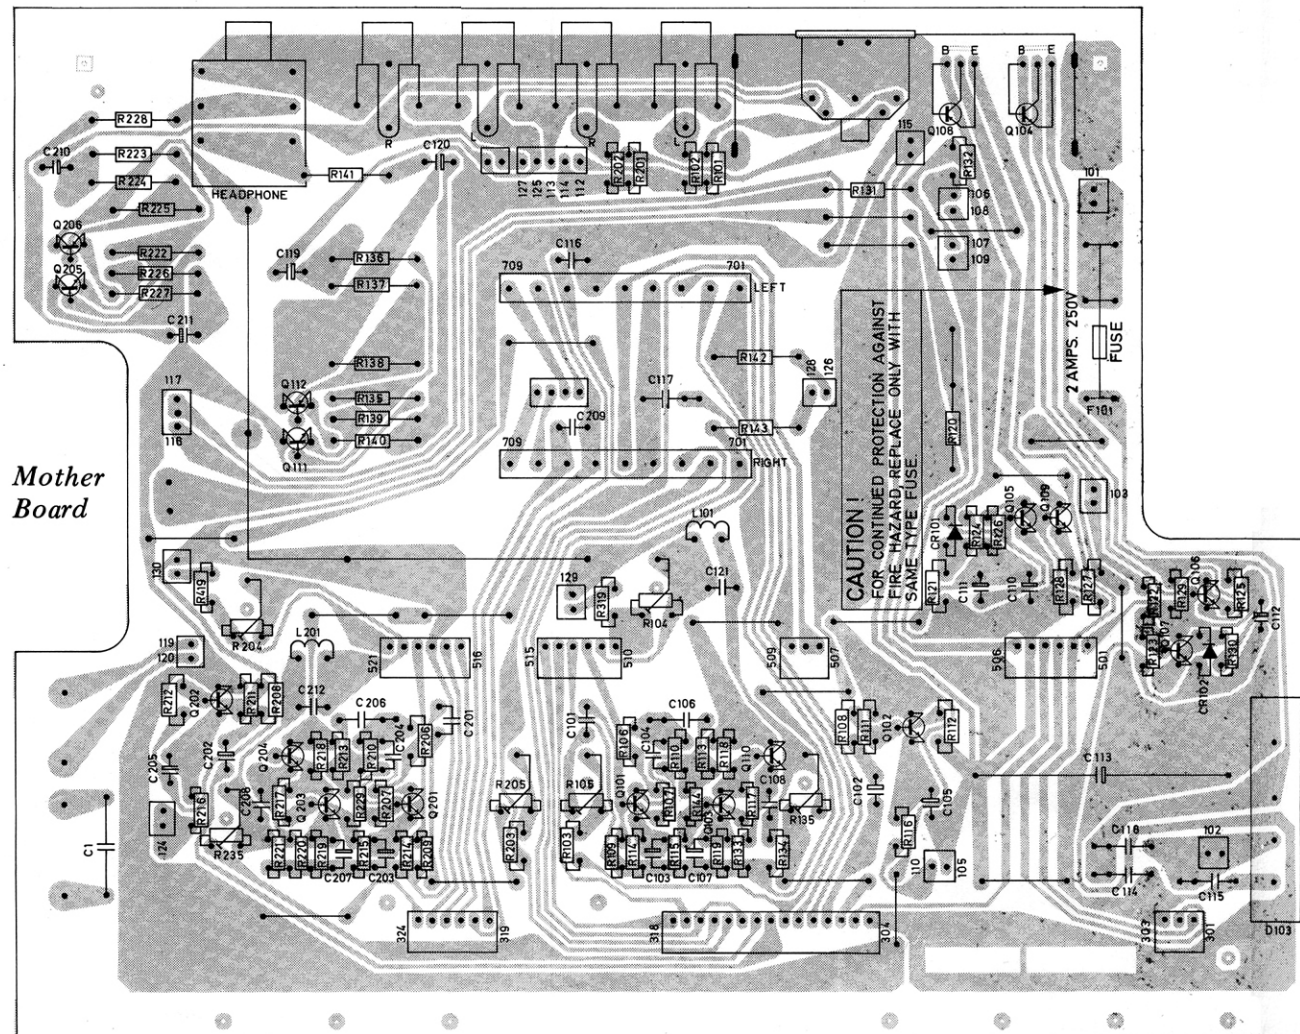 B E
B E
R228
Q108
Q104
115
C210
R223
R
L
R
L
C120
R132
R224
R141
HEADPHONE
127
125
113
114
112
R202
R201
R102
R101
R131
106
108
101
R225
Q206
R222
C119
R136
C116
107
109
Q205
R226
R227
R137
709
701
LEFT
C211
R138
R142
128
126
2 AMPS. 250V
FUSE
CAUTION!
FOR CONTINUED PROTECTION AGAINST
FIRE HAZARD, REPLACE ONLY WITH
SAME TYPE FUSE.
117
118
Q112
R135
R139
R140
Q111
C117
C209
R143
R120
F101
709
701
RIGHT
Mother
Board
103
L101
CR101
R124
R126
Q105
Q109
130
R419
129
R319
C121
R121
C111
C110
R128
R127
R122
R129
Q106
R125
C112
R204
R104
119
120
L201
521
516
515
510
509
507
506
501
R123
Q107
CR102
R130
R212
Q202
R211
R208
C212
C206
C204
R206
C201
C101
R106
C104
C106
R108
R111
Q102
R112
C205
C202
Q204
R218
R213
R210
R110
R113
R118
Q110
C108
C113
R205
R105
R216
C208
R217
Q203
R229
R207
Q201
Q101
R107
R144
Q103
R117
R135
C102
C105
124
R235
R221
R220
R219
R215
R214
R209
R203
R103
R109
R114
R115
R119
R133
R134
R116
C1
C207
C203
C103
C107
110
105
C118
102
C114
C115
324
319
318
304
303
301
D103